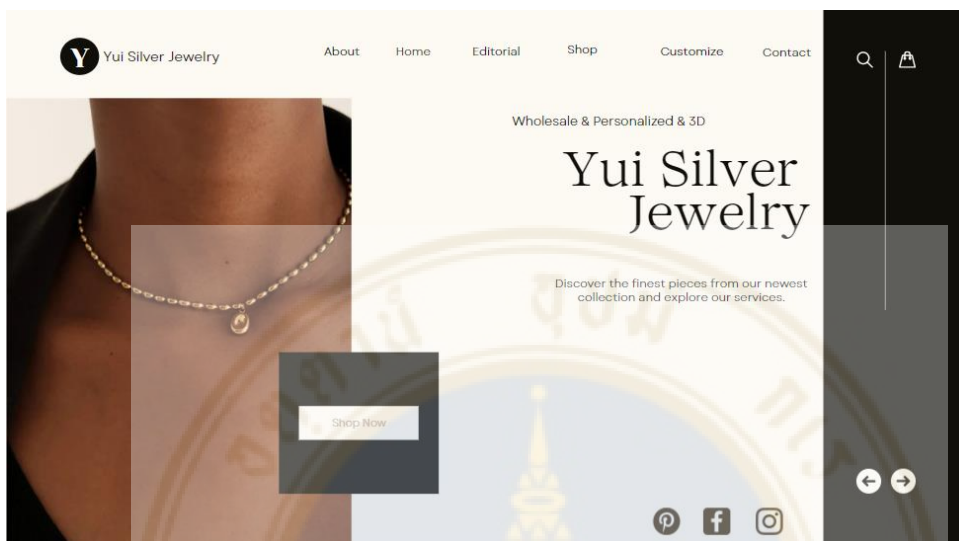 Y Yui Silver Jewelry
About Home Editorial Shop Customize Contact
Wholesale & Personalized & 3D
Yui Silver
Jewelry
Discover the finest pieces from our newest
collection and explore our services.
Shop Now